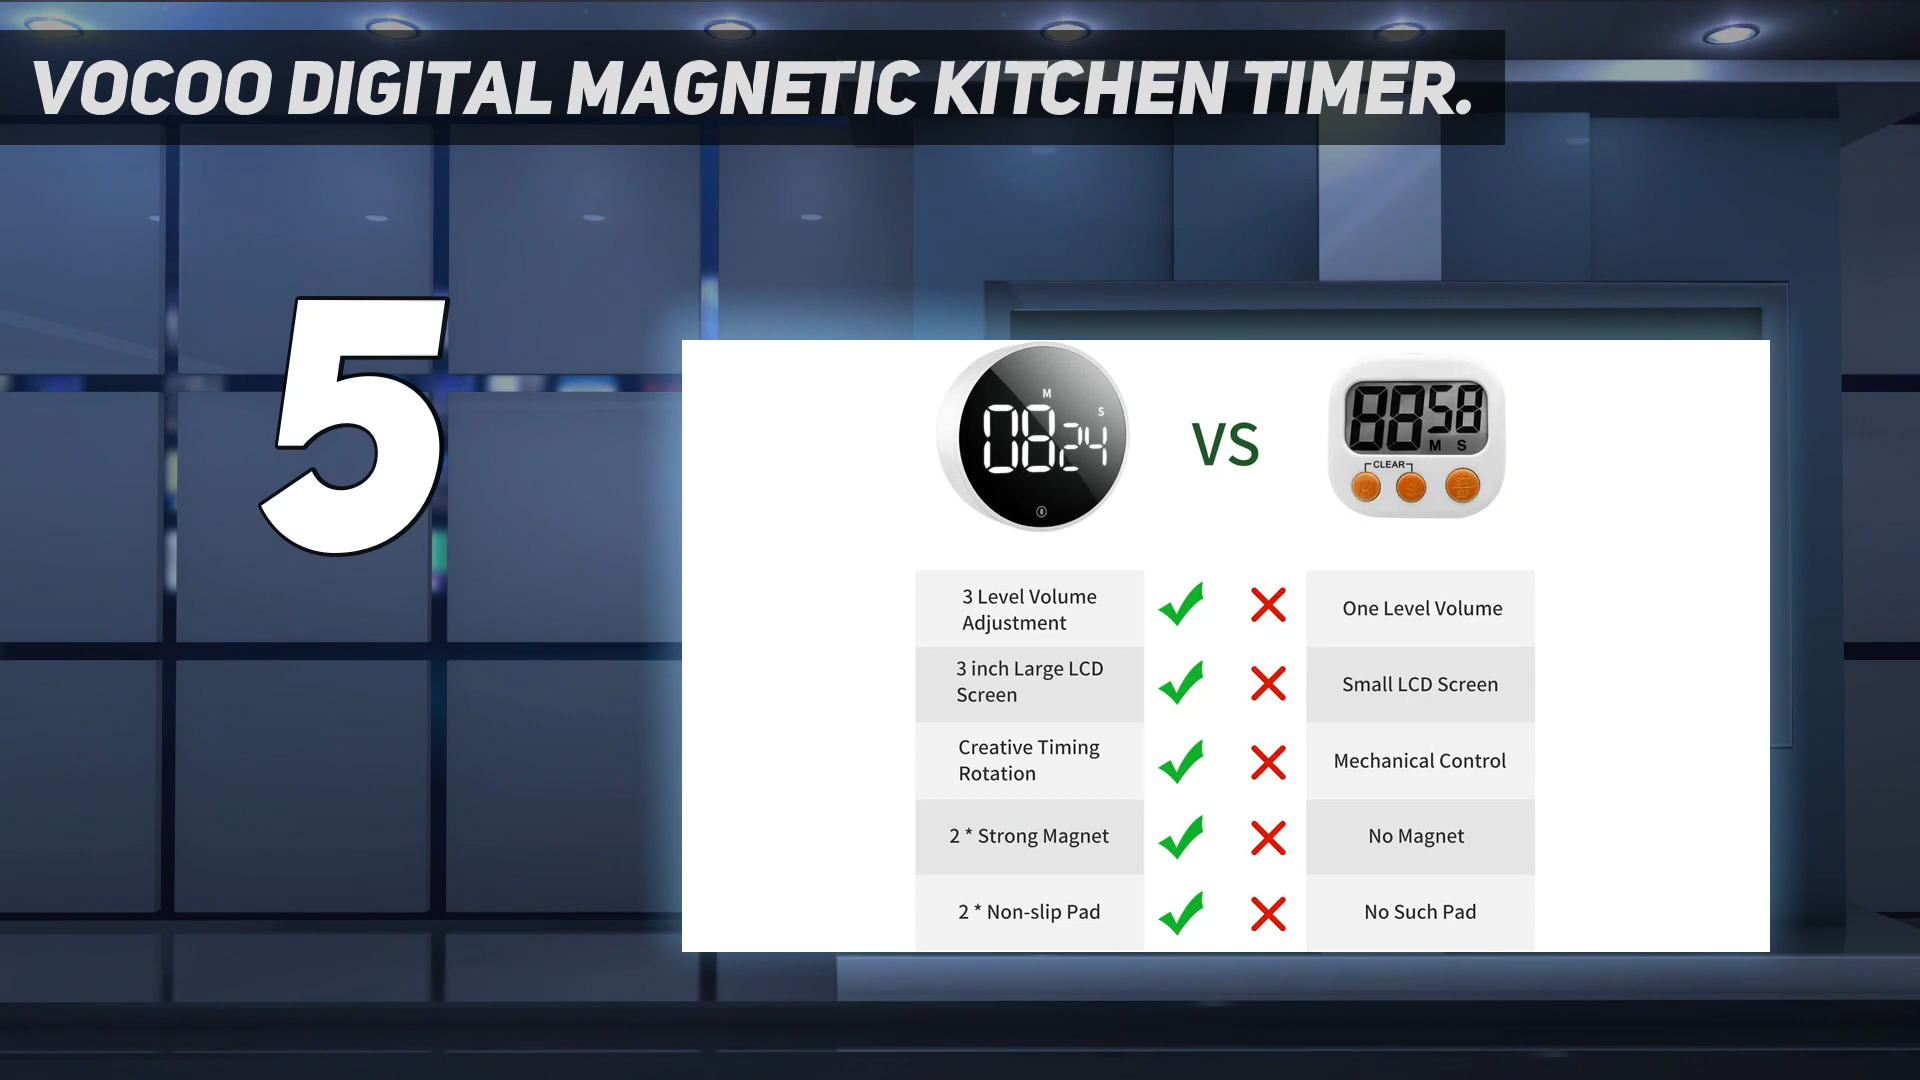 VOCOO DIGITAL MAGNETIC KITCHEN TIMER.
5
M
S
08 24
VS
88 58
M S
CLEAR
3 Level Volume
Adjustment
One Level Volume
3 inch Large LCD
Screen
Small LCD Screen
Creative Timing
Rotation
Mechanical Control
2 * Strong Magnet
No Magnet
2 * Non-slip Pad
No Such Pad